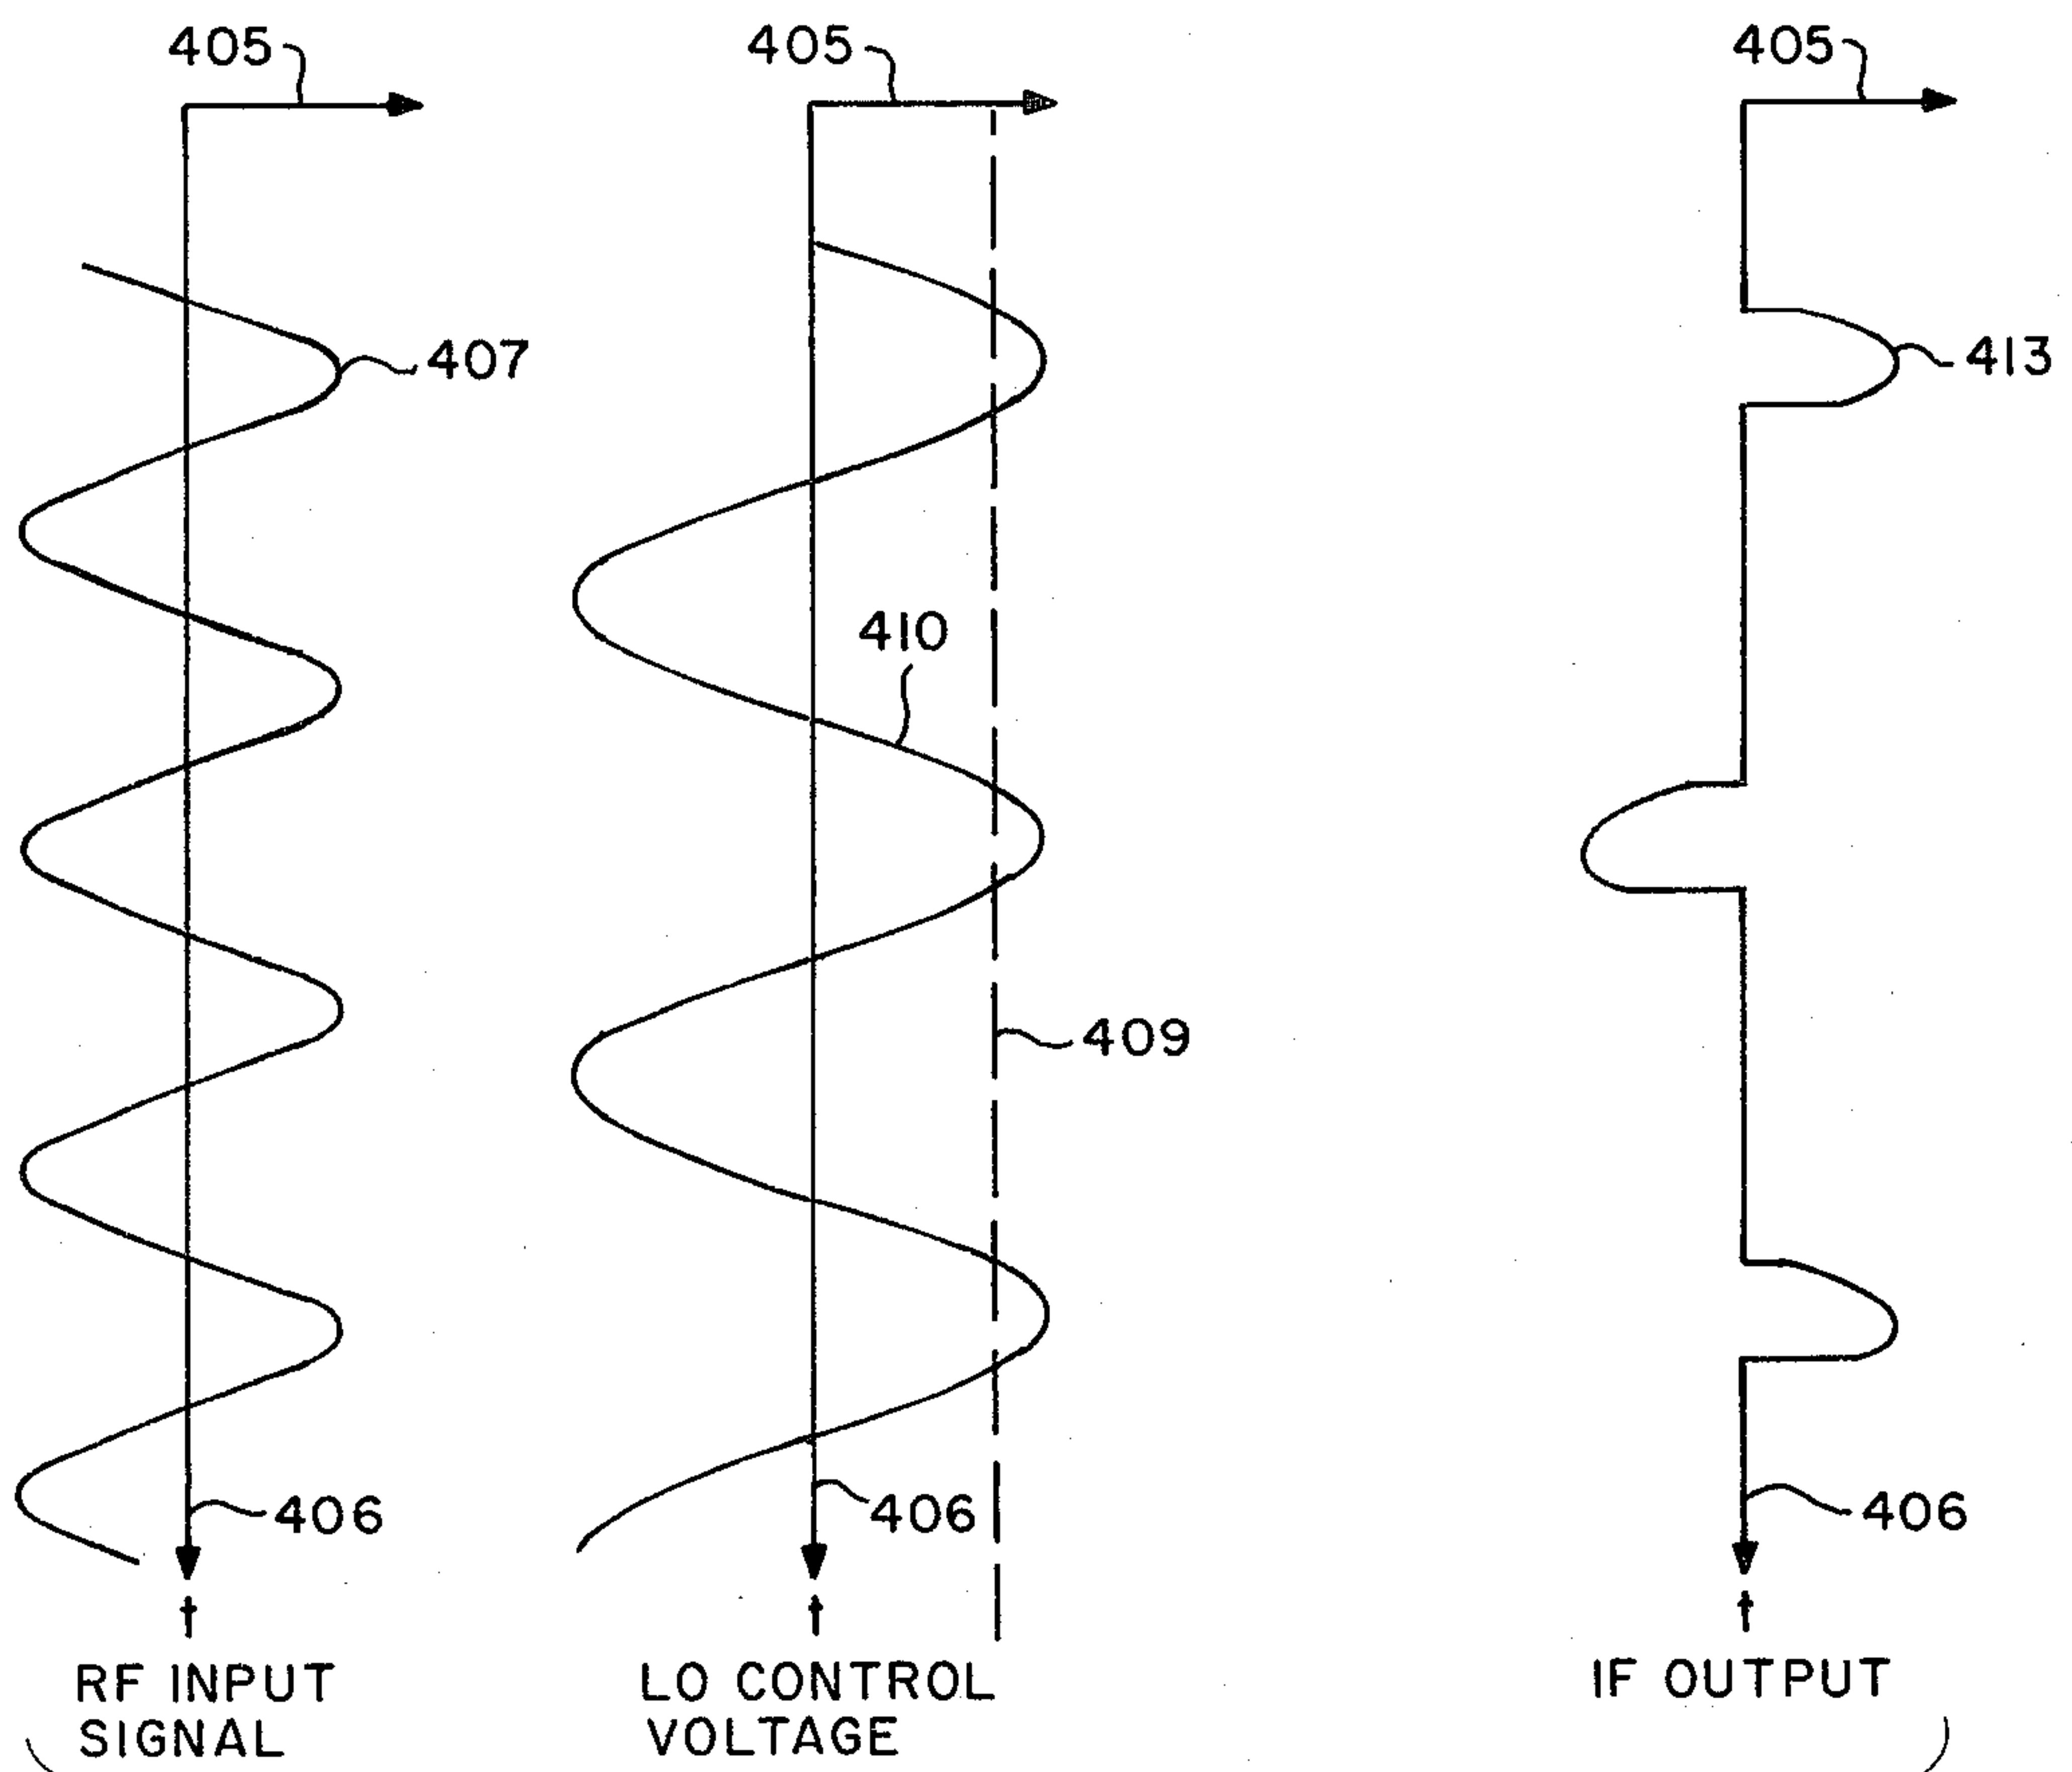 405
405
405
407
413
410
409
406
406
406
t
t
t
RF INPUT
SIGNAL
LO CONTROL
VOLTAGE
IF OUTPUT